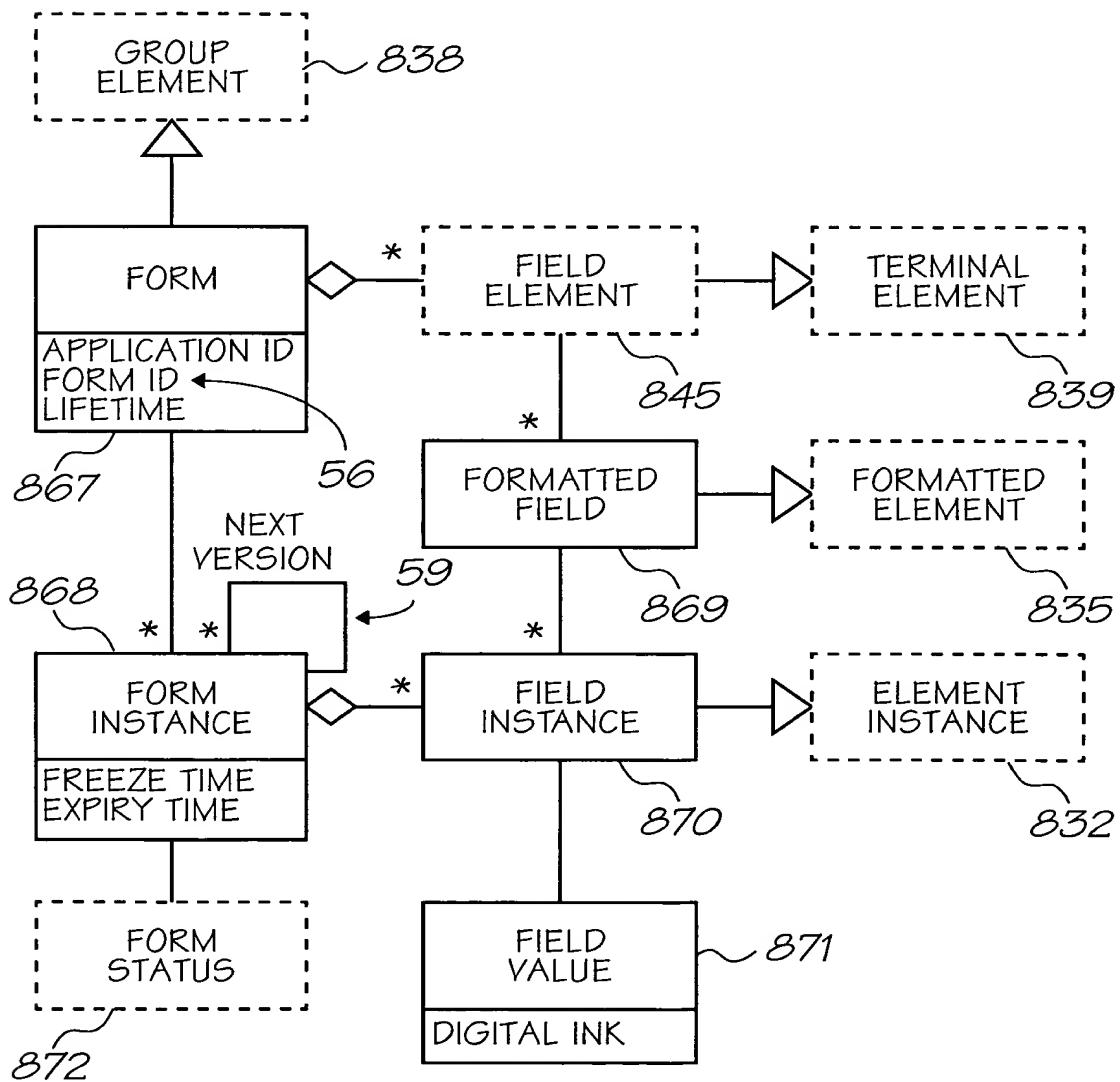 GROUP
ELEMENT
838
FORM
APPLICATION ID
FORM ID
LIFETIME
867
56
*
FIELD
ELEMENT
845
TERMINAL
ELEMENT
839
*
FORMATTED
FIELD
869
FORMATTED
ELEMENT
835
NEXT
VERSION
59
868
*
*
FORM
INSTANCE
FREEZE TIME
EXPIRY TIME
*
*
FIELD
INSTANCE
870
ELEMENT
INSTANCE
832
FORM
STATUS
872
FIELD
VALUE
871
DIGITAL INK